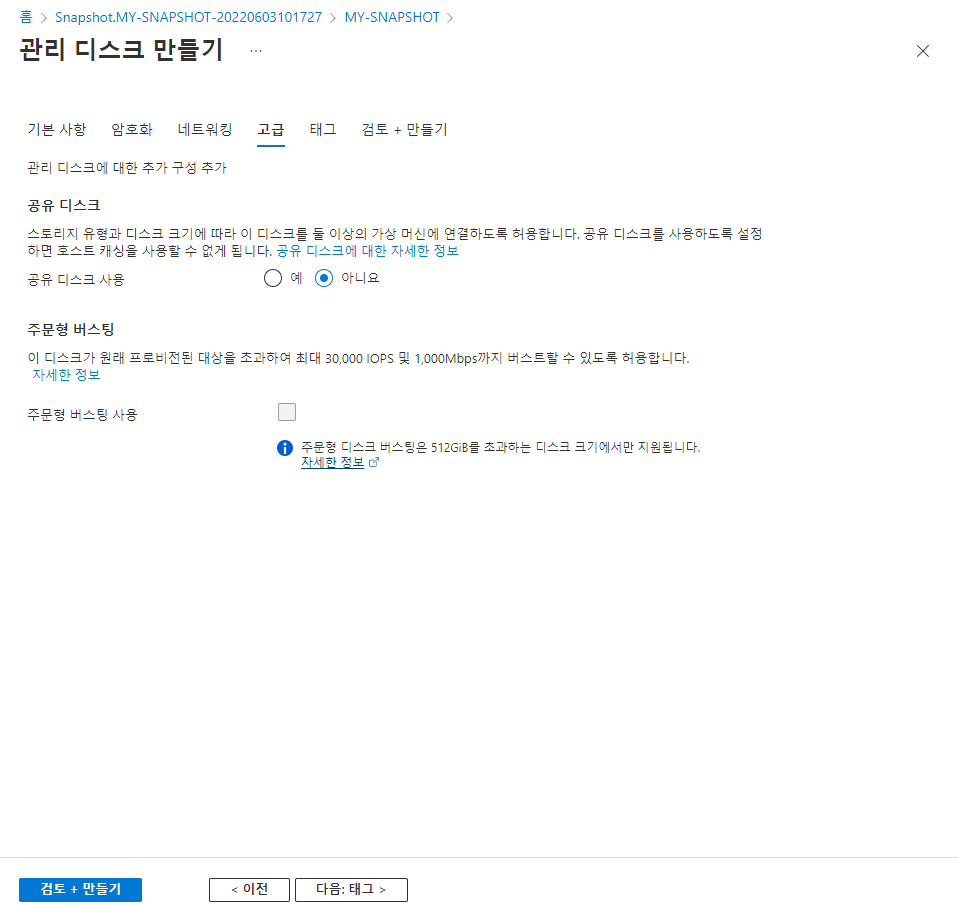 홈 > Snapshot.MY-SNAPSHOT-20220603101727 > MY-SNAPSHOT >
관리 디스크 만들기 ...
기본 사항 암호화 네트워킹 고급 태그 검토 + 만들기
관리 디스크에 대한 추가 구성 추가
공유 디스크
스토리지 유형과 디스크 크기에 따라 이 디스크를 둘 이상의 가상 머신에 연결하도록 허용합니다. 공유 디스크를 사용하도록 설정
하면 호스트 캐싱을 사용할 수 없게 됩니다. 공유 디스크에 대한 자세한 정보
공유 디스크 사용 예 아니요
주문형 버스팅
이 디스크가 원래 프로비전된 대상을 초과하여 최대 30,000 IOPS 및 1,000Mbps까지 버스트할 수 있도록 허용합니다.
자세한 정보
주문형 버스팅 사용
주문형 디스크 버스팅은 512GiB를 초과하는 디스크 크기에서만 지원됩니다.
자세한 정보
검토 + 만들기 < 이전 다음: 태그 >